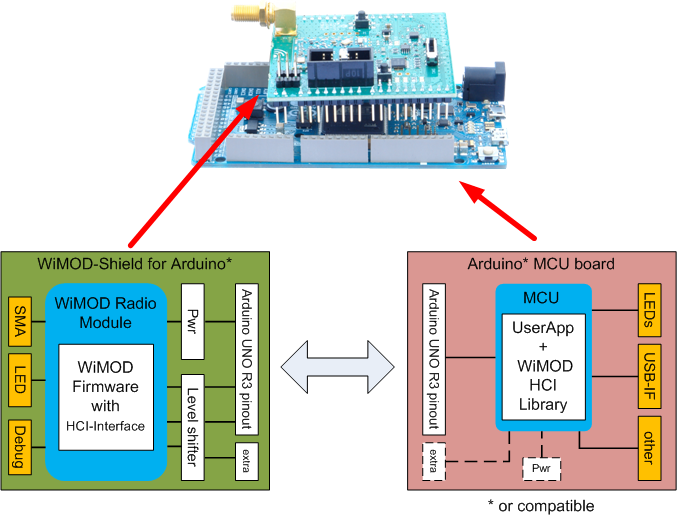 WiMOD-Shield for Arduino*
SMA
LED
Debug
WiMOD Radio
Module
WiMOD
Firmware
with
HCI-Interface
Pwr
Level shifter
Arduino UNO R3 pinout
extra
Arduino* MCU board
Arduino UNO R3 pinout
extra
MCU
UserApp
+
WiMOD
HCI
Library
Pwr
LEDs
USB-IF
other
* or compatible